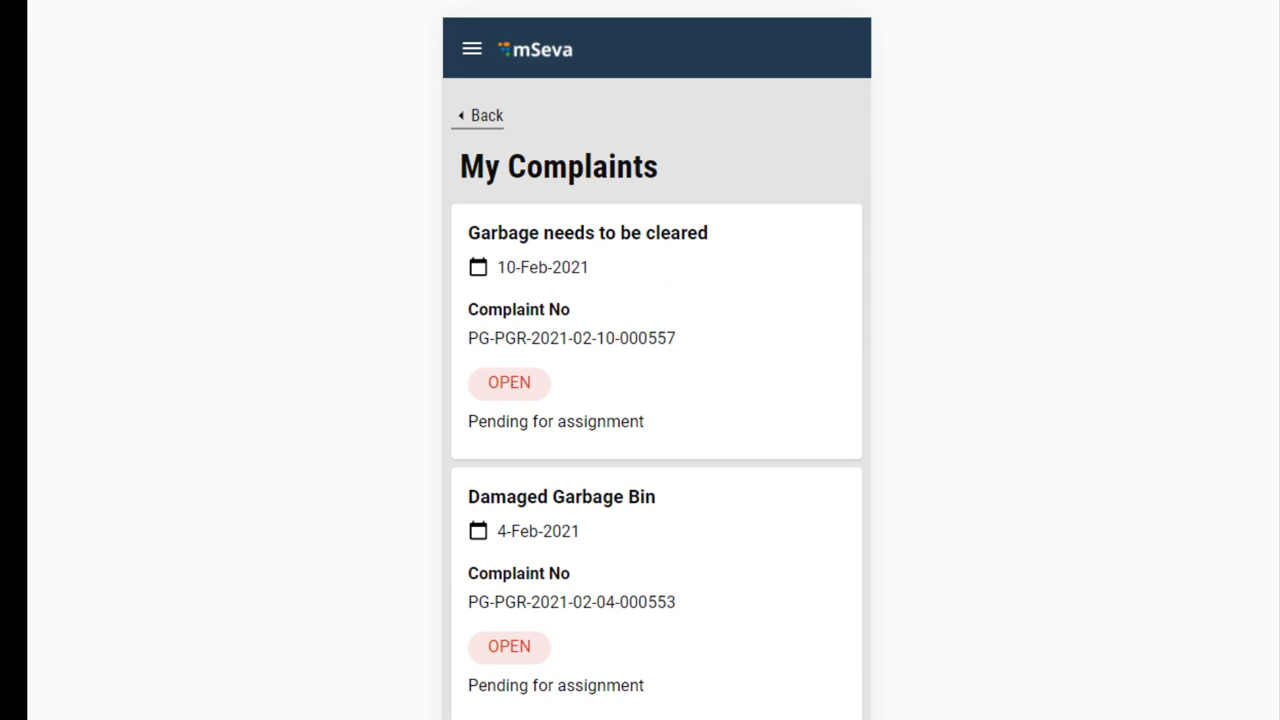 mSeva
Back
My Complaints
Garbage needs to be cleared
10-Feb-2021
Complaint No
PG-PGR-2021-02-10-000557
OPEN
Pending for assignment
Damaged Garbage Bin
4-Feb-2021
Complaint No
PG-PGR-2021-02-04-000553
OPEN
Pending for assignment